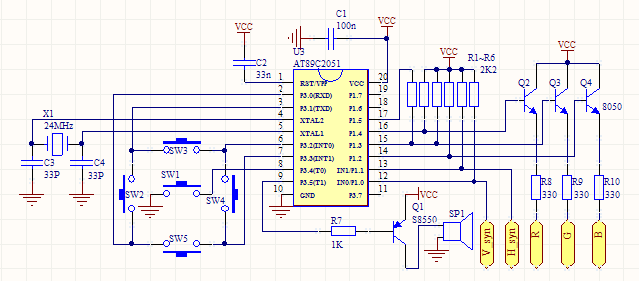 C1
100n
VCC
VCC
U3
AT89C2051
C2
33n
VCC
R1~R6
2K2
VCC
Q2
Q3
Q4
8050
1
RST/VPP
VCC
20
2
P3.0(RXD)
P1.7
19
3
P3.1(TXD)
P1.6
18
4
XTAL2
P1.5
17
5
XTAL1
P1.4
16
6
P3.2(INT0)
P1.3
15
7
P3.3(INT1)
P1.2
14
8
P3.4(T0)
IN1/P1.1
13
9
P3.5(T1)
IN0/P1.0
12
10
GND
P3.7
11
X1
24MHz
C3
33P
C4
33P
SW3
SW1
SW2
SW4
SW5
R7
1K
Q1
S8550
VCC
SP1
R8
330
R9
330
R10
330
V_syn
H_syn
R
G
B